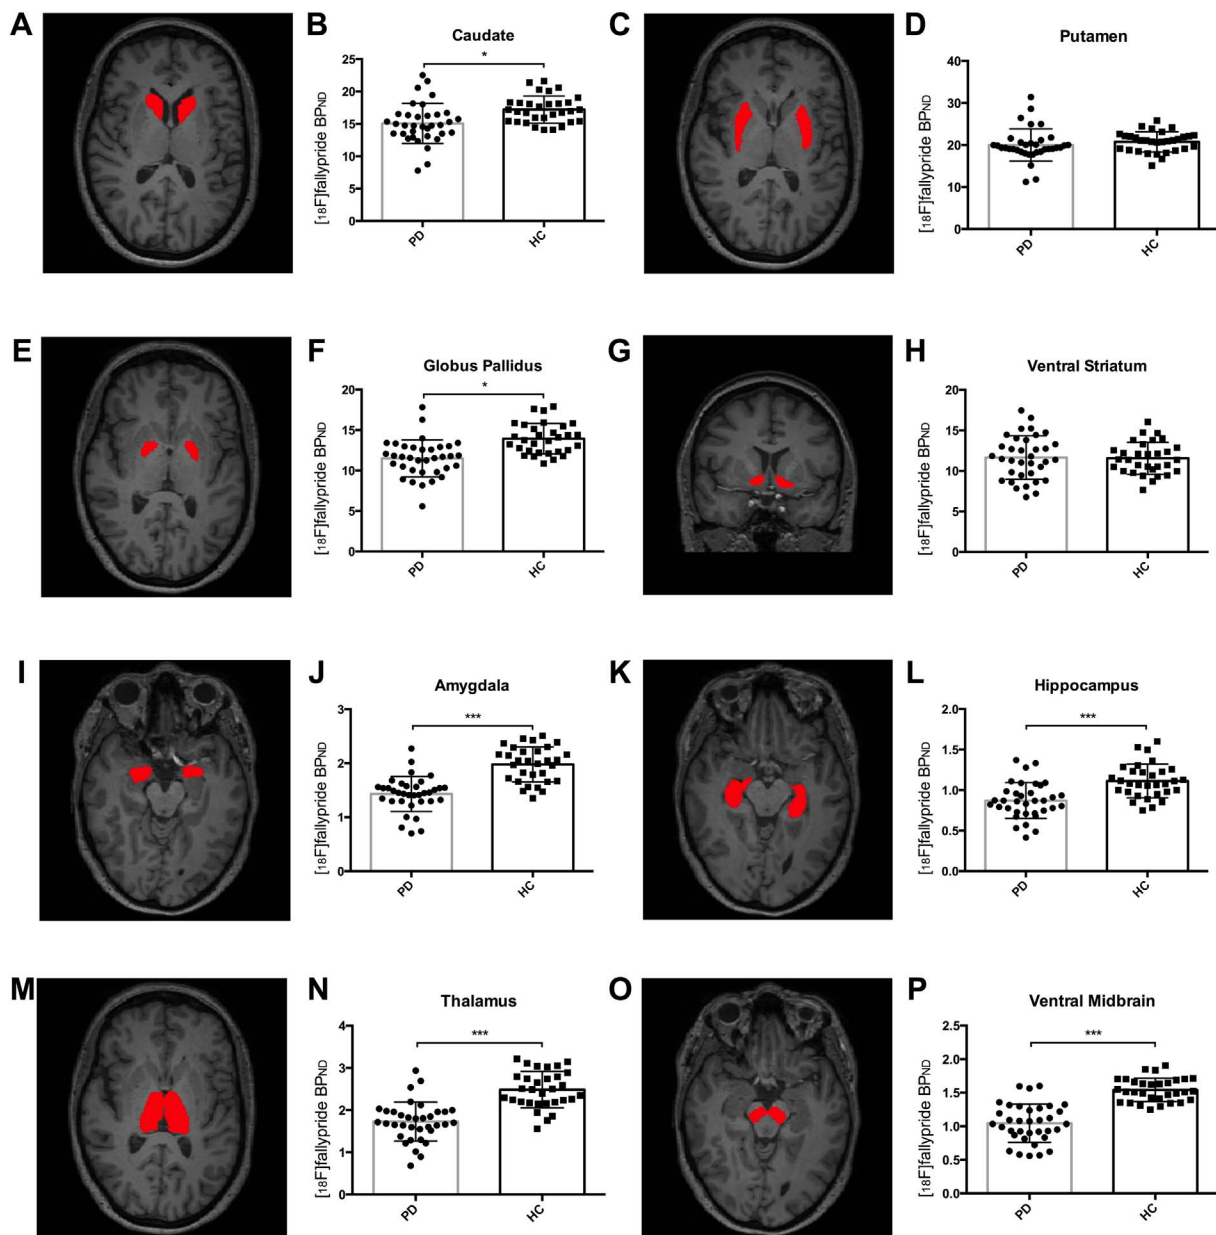 A
B
Caudate
*
[18F]fallypride BPND
25
20
15
10
5
0
PD
HC
C
D
Putamen
[18F]fallypride BPND
40
30
20
10
0
PD
HC
E
F
Globus Pallidus
*
[18F]fallypride BPND
20
15
10
5
0
PD
HC
G
H
Ventral Striatum
[18F]fallypride BPND
20
15
10
5
0
PD
HC
I
J
Amygdala
***
[18F]fallypride BPND
3
2
1
0
PD
HC
K
L
Hippocampus
***
[18F]fallypride BPND
2.0
1.5
1.0
0.5
0.0
PD
HC
M
N
Thalamus
***
[18F]fallypride BPND
4
3
2
1
0
PD
HC
O
P
Ventral Midbrain
***
[18F]fallypride BPND
2.5
2.0
1.5
1.0
0.5
0.0
PD
HC